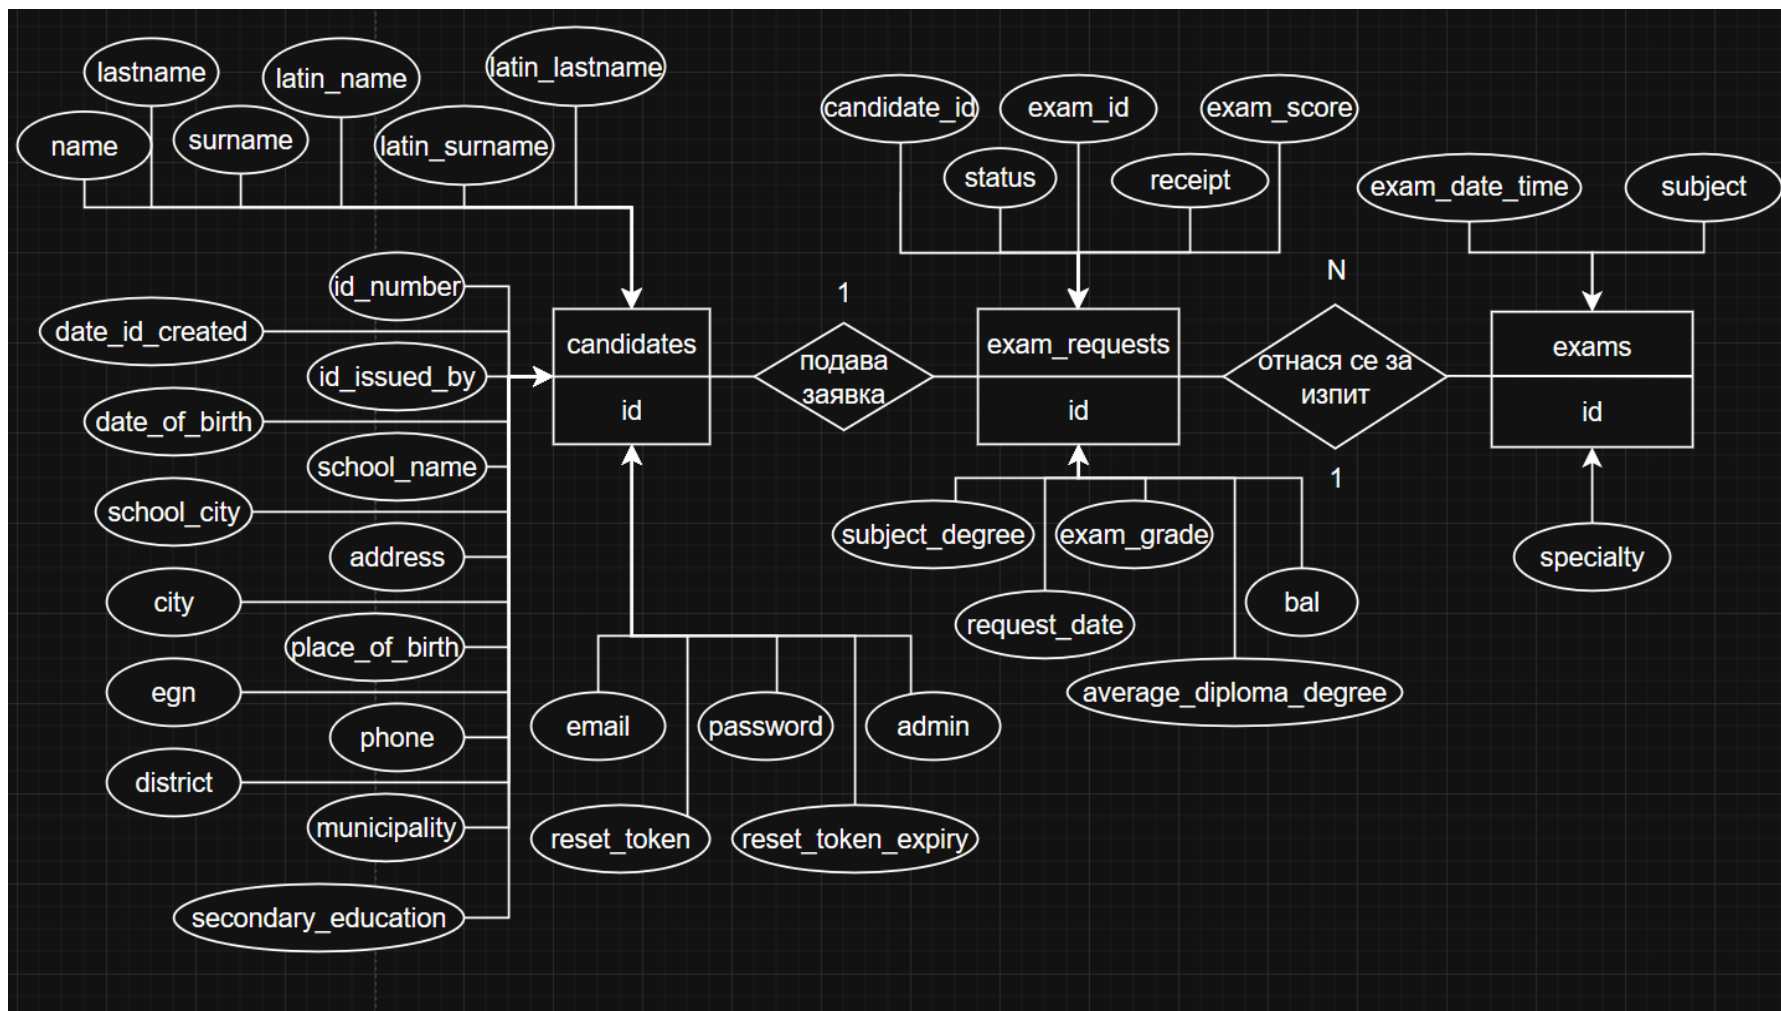 lastname
latin_name
latin_lastname
name
surname
latin_surname
candidate_id
exam_id
exam_score
status
receipt
exam_date_time
subject
id_number
date_id_created
id_issued_by
date_of_birth
school_name
school_city
address
city
place_of_birth
egn
phone
district
municipality
secondary_education
candidates
id
1
подава
заявка
exam_requests
id
N
отнася се за
изпит
1
exams
id
subject_degree
exam_grade
request_date
bal
average_diploma_degree
specialty
email
password
admin
reset_token
reset_token_expiry